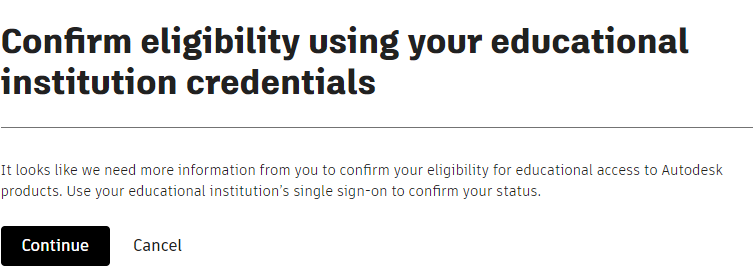 Confirm eligibility using your educational
institution credentials
It looks like we need more information from you to confirm your eligibility for educational access to Autodesk
products. Use your educational institution's single sign-on to confirm your status.
Continue Cancel